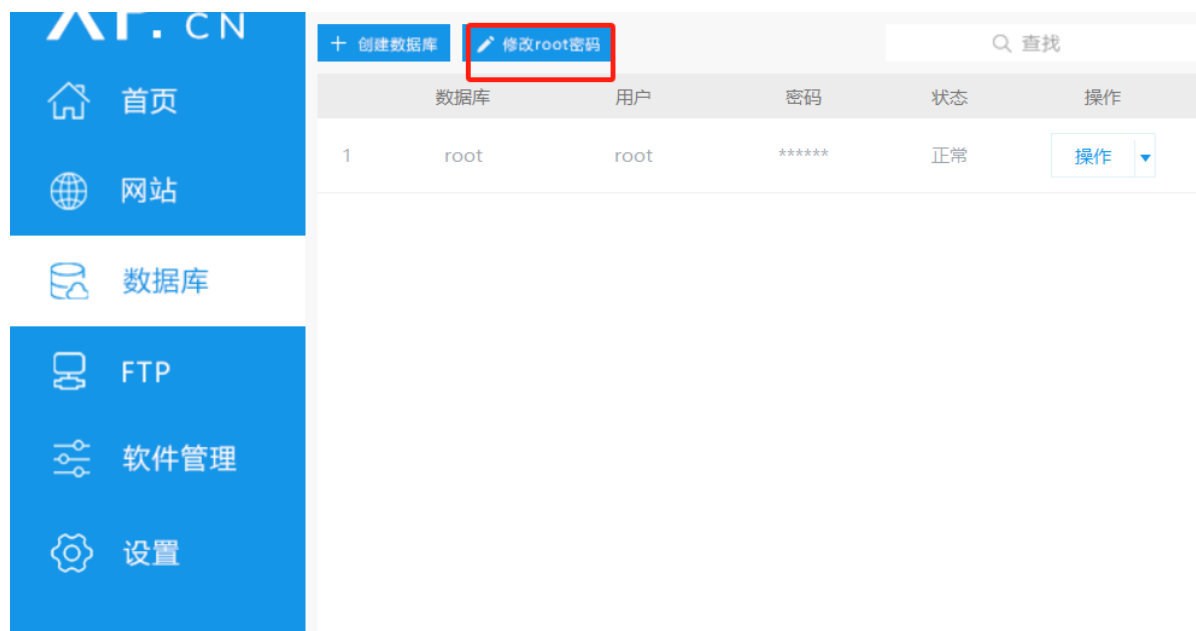 XP.CN
创建数据库 修改root密码 查找
首页
网站
数据库
FTP
软件管理
设置
数据库 用户 密码 状态 操作
1 root root ****** 正常 操作